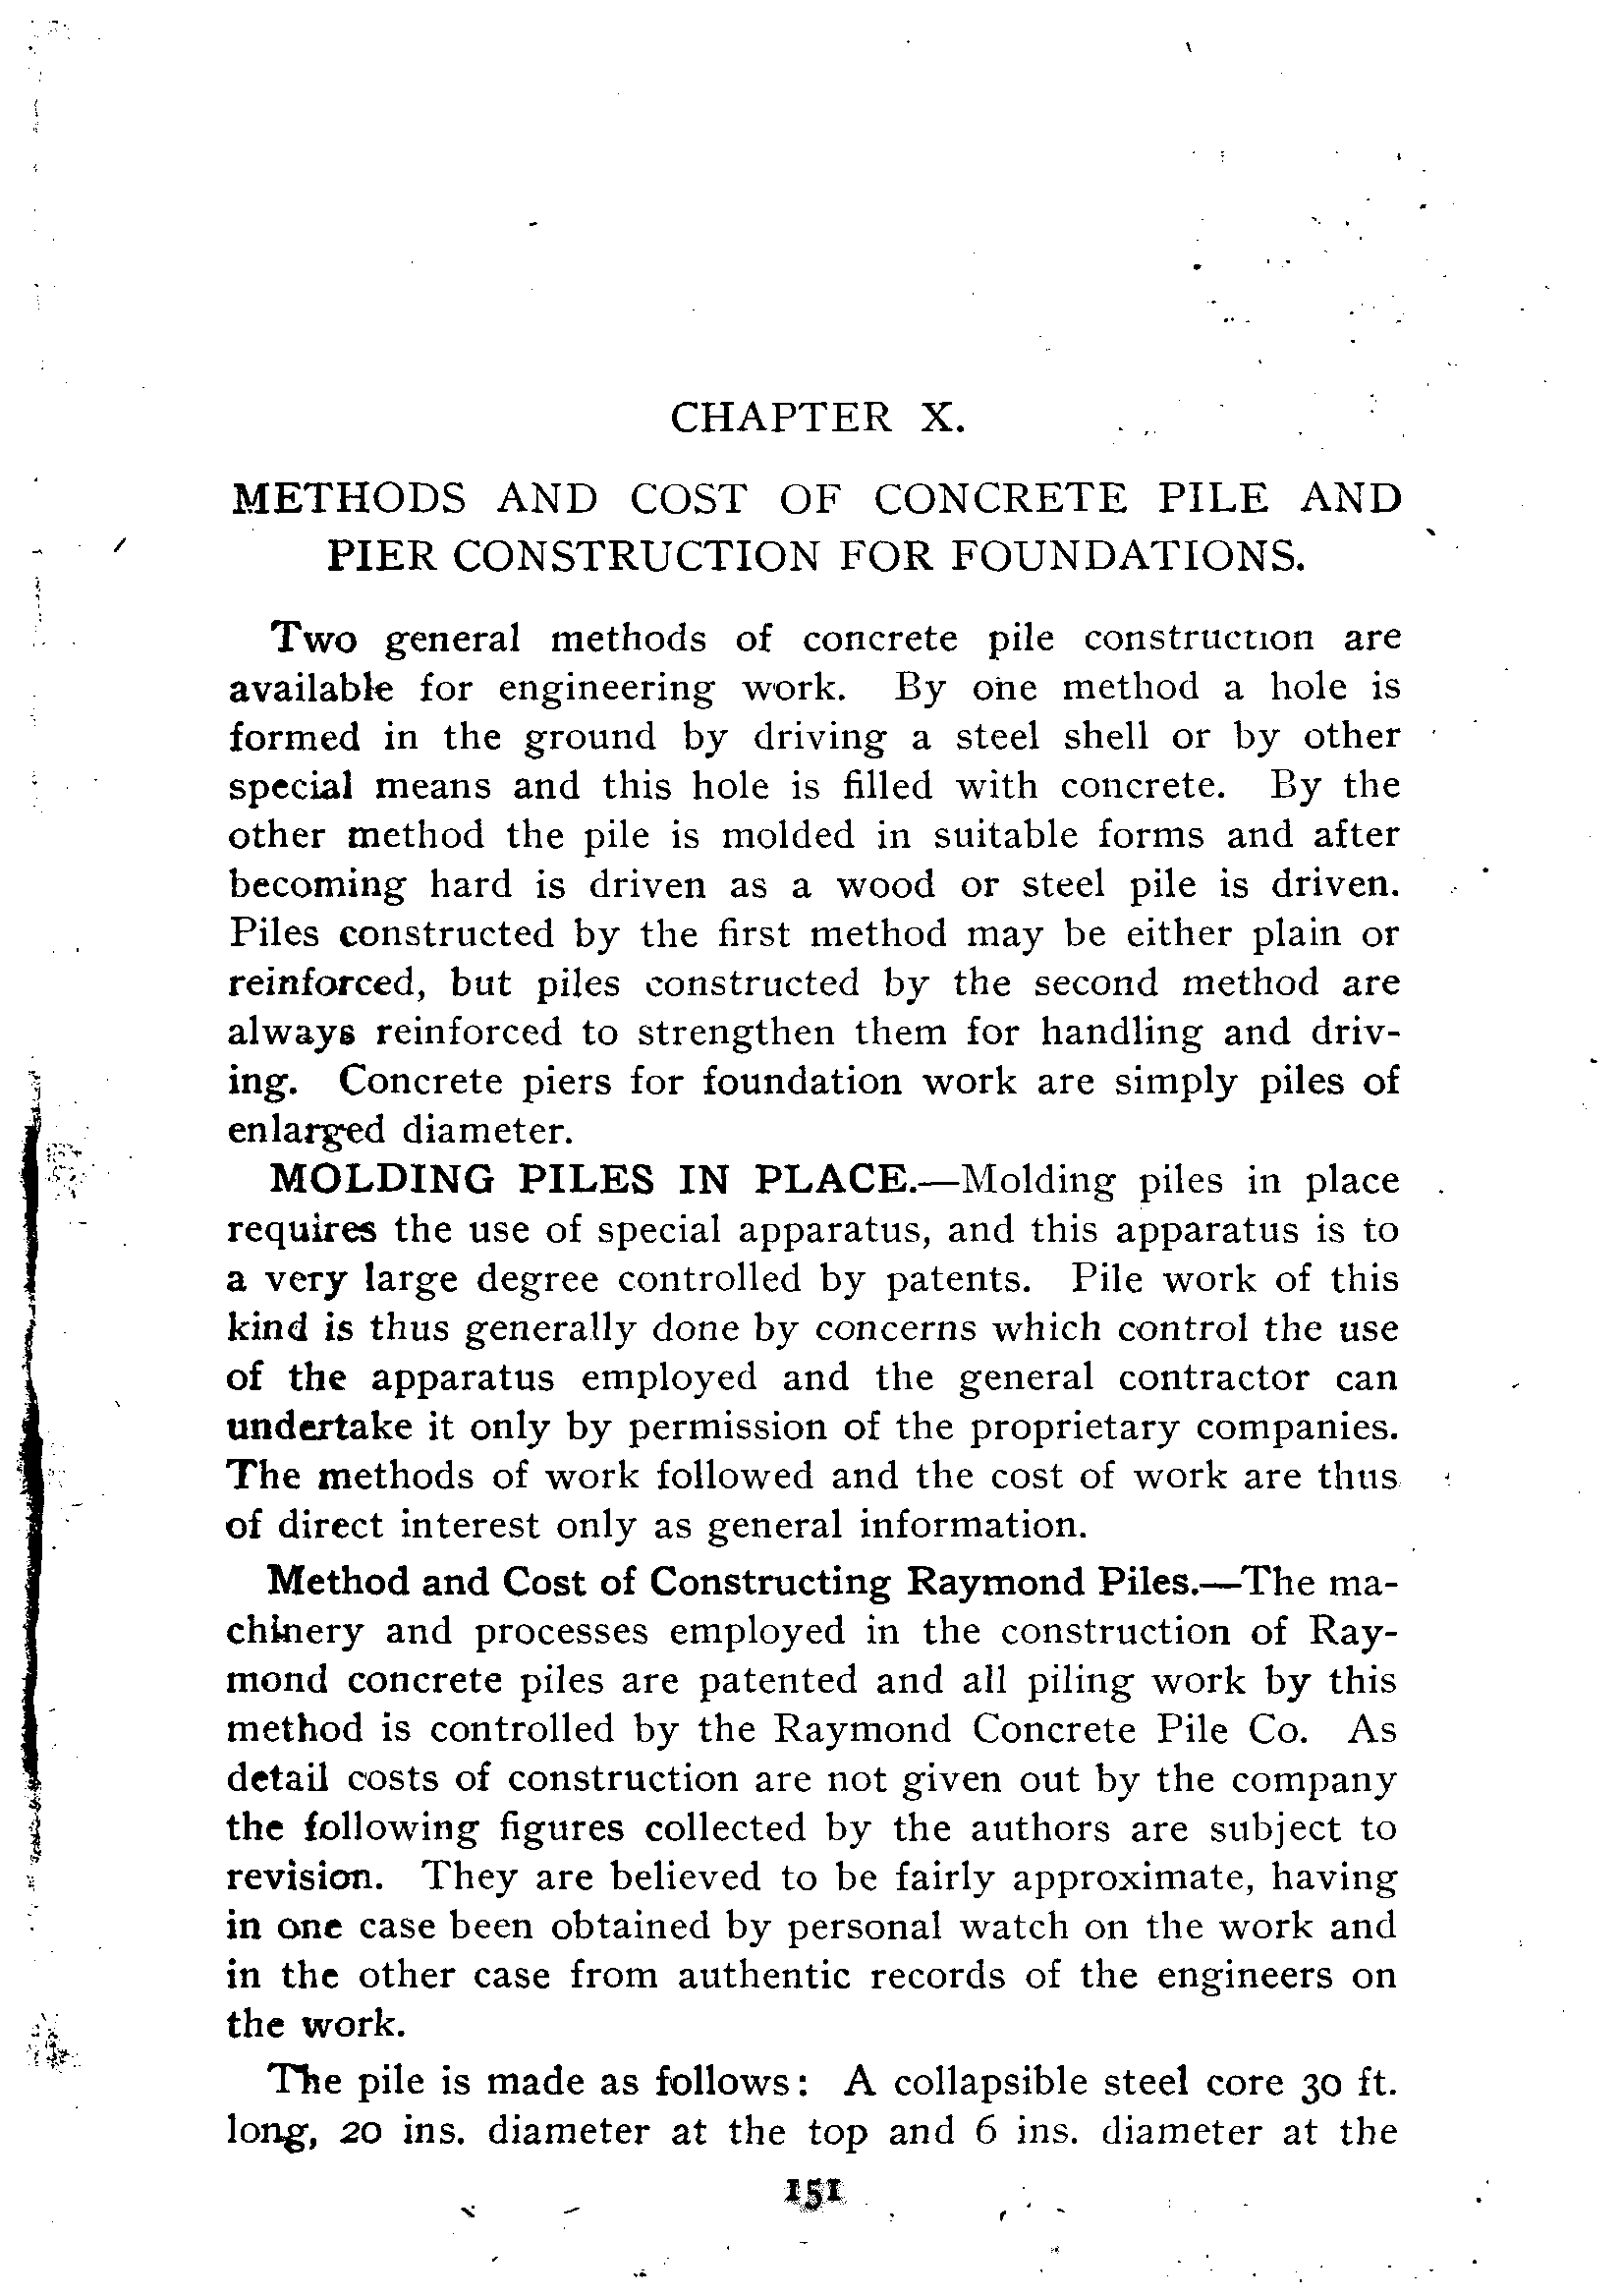 CHAPTER X.
METHODS AND COST OF CONCRETE PILE AND
PIER CONSTRUCTION FOR FOUNDATIONS.
Two general methods of concrete pile construction are
available for engineering work. By one method a hole is
formed in the ground by driving a steel shell or by other
special means and this hole is filled with concrete. By the
other method the pile is molded in suitable forms and after
becoming hard is driven as a wood or steel pile is driven.
Piles constructed by the first method may be either plain or
reinforced, but piles constructed by the second method are
always reinforced to strengthen them for handling and driv-
ing. Concrete piers for foundation work are simply piles of
enlarged diameter.
MOLDING PILES IN PLACE.—Molding piles in place
requires the use of special apparatus, and this apparatus is to
a very large degree controlled by patents. Pile work of this
kind is thus generally done by concerns which control the use
of the apparatus employed and the general contractor can
undertake it only by permission of the proprietary companies.
The methods of work followed and the cost of work are thus
of direct interest only as general information.
Method and Cost of Constructing Raymond Piles.—The ma-
chinery and processes employed in the construction of Ray-
mond concrete piles are patented and all piling work by this
method is controlled by the Raymond Concrete Pile Co. As
detail costs of construction are not given out by the company
the following figures collected by the authors are subject to
revision. They are believed to be fairly approximate, having
in one case been obtained by personal watch on the work and
in the other case from authentic records of the engineers on
the work.
The pile is made as follows: A collapsible steel core 30 ft.
long, 20 ins. diameter at the top and 6 ins. diameter at the
151